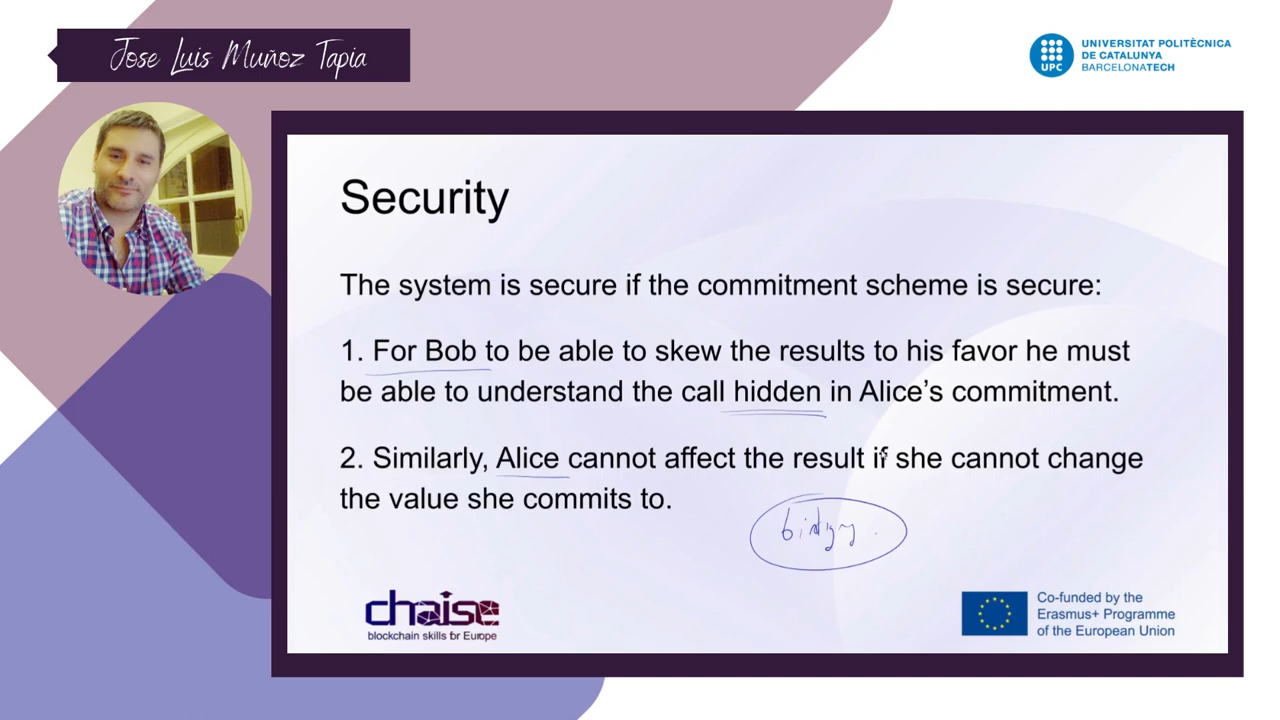 Jose Luis Muñoz Tapia
UPC
UNIVERSITAT POLITÈCNICA
DE CATALUNYA
BARCELONATECH
Security
The system is secure if the commitment scheme is secure:
1. For Bob to be able to skew the results to his favor he must
be able to understand the call hidden in Alice’s commitment.
2. Similarly, Alice cannot affect the result if she cannot change
the value she commits to.
chaise
blockchain skills for Europe
Co-funded by the
Erasmus+ Programme
of the European Union